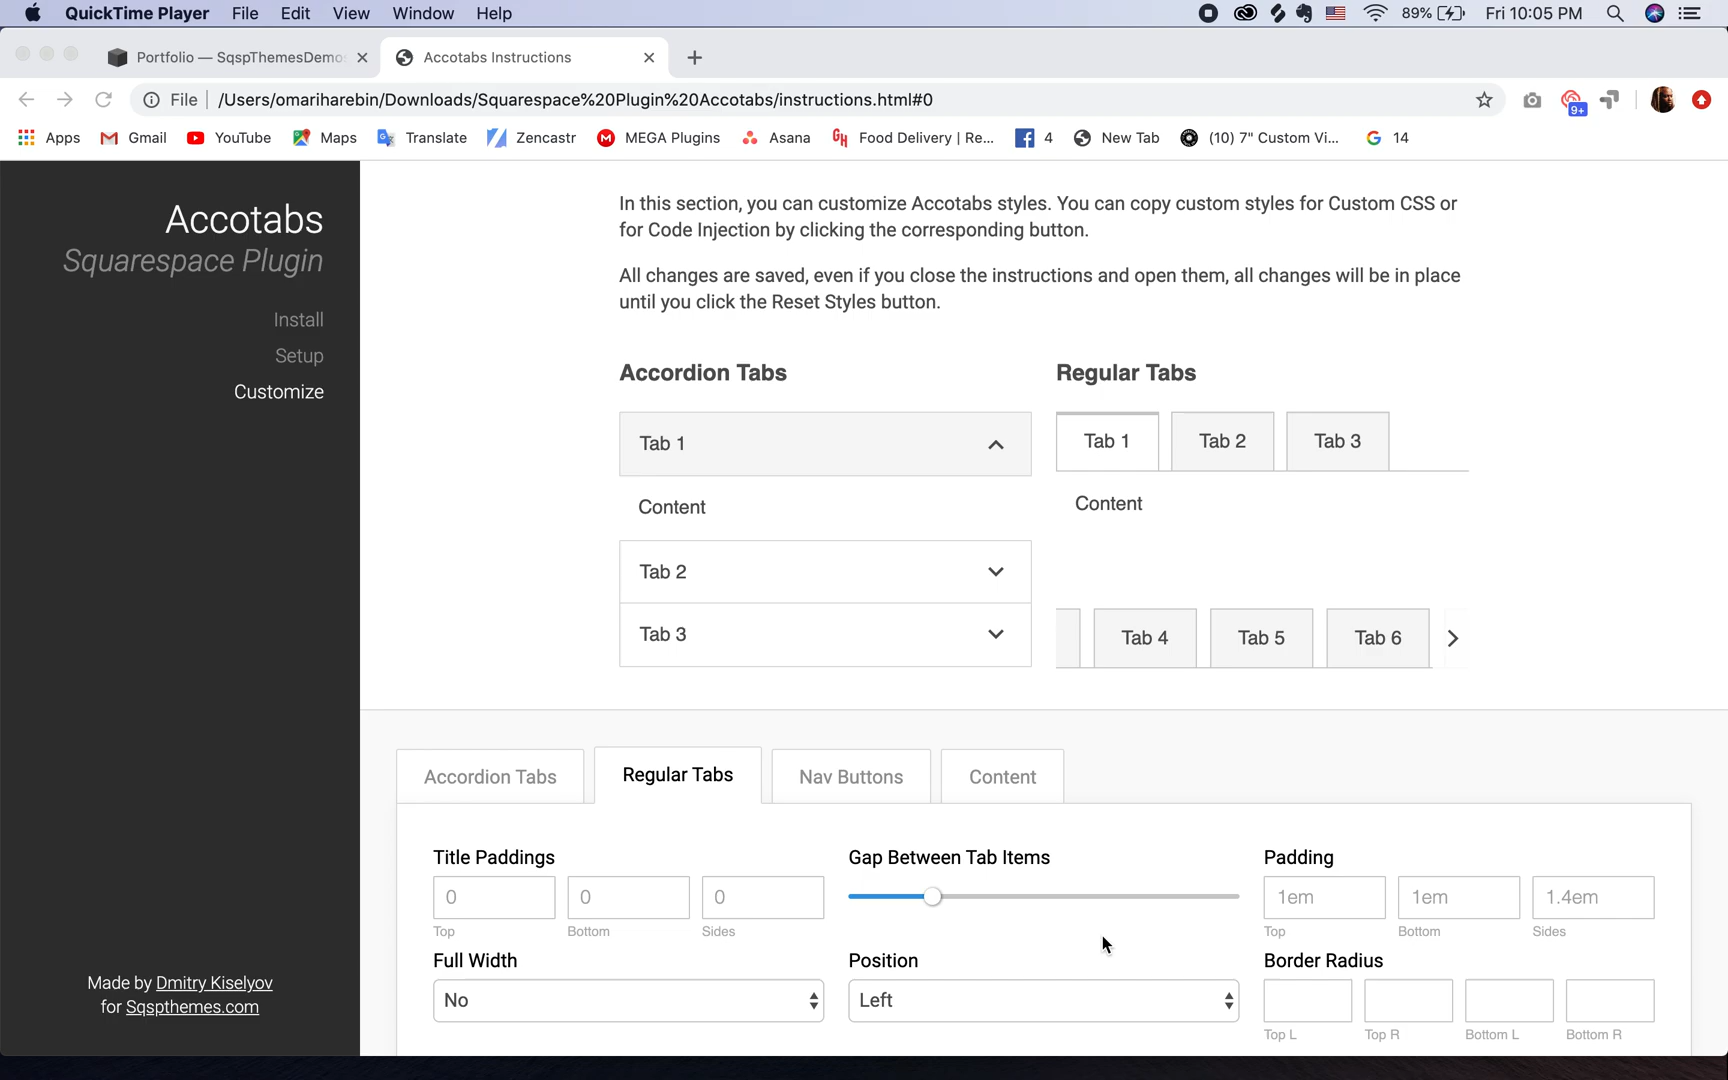 QuickTime Player File Edit View Window Help 89% Fri 10:05 PM
Portfolio — SqspThemesDemo Accotabs Instructions
File /Users/omariharebin/Downloads/Squarespace%20Plugin%20Accotabs/instructions.html#0 9+
Apps Gmail YouTube Maps Translate Zencastr MEGA Plugins Asana Food Delivery | Re... 4 New Tab (10) 7" Custom Vi... 14
Accotabs
Squarespace Plugin
Install
Setup
Customize
Made by Dmitry Kiselyov
for Sqspthemes.com
In this section, you can customize Accotabs styles. You can copy custom styles for Custom CSS or
for Code Injection by clicking the corresponding button.
All changes are saved, even if you close the instructions and open them, all changes will be in place
until you click the Reset Styles button.
Accordion Tabs
Tab 1
Content
Tab 2
Tab 3
Regular Tabs
Tab 1 Tab 2 Tab 3
Content
Tab 4 Tab 5 Tab 6
Accordion Tabs Regular Tabs Nav Buttons Content
Title Paddings Gap Between Tab Items Padding
0 0 0 1em 1em 1.4em
Top Bottom Sides Top Bottom Sides
Full Width Position Border Radius
No Left
Top L Top R Bottom L Bottom R